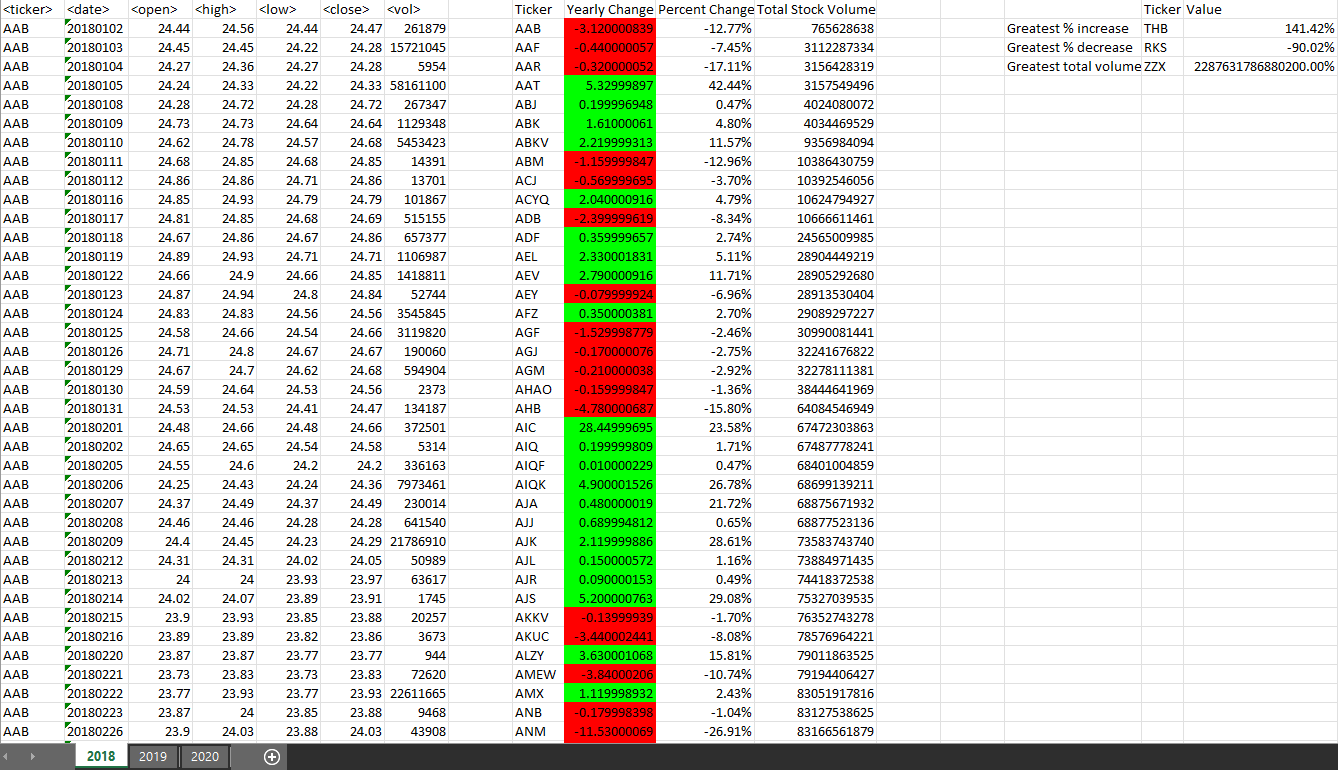 <ticker> <date> <open> <high> <low> <close> <vol> Ticker Yearly Change Percent Change Total Stock Volume Ticker Value
AAB 20180102 24.44 24.56 24.44 24.47 261879 AAB -3.120000839 -12.77% 765628638 Greatest % increase THB 141.42%
AAB 20180103 24.45 24.45 24.22 24.28 15721045 AAF -0.440000057 -7.45% 3112287334 Greatest % decrease RKS -90.02%
AAB 20180104 24.27 24.36 24.27 24.28 5954 AAR -0.320000052 -17.11% 3156428319 Greatest total volume ZZX 2287631786880200.00%
AAB 20180105 24.24 24.33 24.22 24.33 58161100 AAT 5.32999897 42.44% 3157549496
AAB 20180108 24.28 24.72 24.28 24.72 267347 ABJ 0.199996948 0.47% 4024080072
AAB 20180109 24.73 24.73 24.64 24.64 1129348 ABK 1.61000061 4.80% 4034469529
AAB 20180110 24.62 24.78 24.57 24.68 5453423 ABKV 2.219999313 11.57% 9356984094
AAB 20180111 24.68 24.85 24.68 24.85 14391 ABM -1.159999847 -12.96% 10386430759
AAB 20180112 24.86 24.86 24.71 24.86 13701 ACJ -0.569999695 -3.70% 10392546056
AAB 20180116 24.85 24.93 24.79 24.79 101867 ACYQ 2.040000916 4.79% 10624794927
AAB 20180117 24.81 24.85 24.68 24.69 515155 ADB -2.399999619 -8.34% 10666611461
AAB 20180118 24.67 24.86 24.67 24.86 657377 ADF 0.359999657 2.74% 24565009985
AAB 20180119 24.89 24.93 24.71 24.71 1106987 AEL 2.330001831 5.11% 28904449219
AAB 20180122 24.66 24.9 24.66 24.85 1418811 AEV 2.790000916 11.71% 28905292680
AAB 20180123 24.87 24.94 24.8 24.84 52744 AEY -0.079999924 -6.96% 28913530404
AAB 20180124 24.83 24.83 24.56 24.56 3545845 AFZ 0.350000381 2.70% 29089297227
AAB 20180125 24.58 24.66 24.54 24.66 3119820 AGF -1.529998779 -2.46% 30990081441
AAB 20180126 24.71 24.8 24.67 24.67 190060 AGJ -0.170000076 -2.75% 32241676822
AAB 20180129 24.67 24.7 24.62 24.68 594904 AGM -0.210000038 -2.92% 32278111381
AAB 20180130 24.59 24.64 24.53 24.56 2373 AHAO -0.159999847 -1.36% 38444641969
AAB 20180131 24.53 24.53 24.41 24.47 134187 AHB -4.780000687 -15.80% 64084546949
AAB 20180201 24.48 24.66 24.48 24.66 372501 AIC 28.44999695 23.58% 67472303863
AAB 20180202 24.65 24.65 24.54 24.58 5314 AIQ 0.199999809 1.71% 67487778241
AAB 20180205 24.55 24.6 24.2 24.2 336163 AIQF 0.010000229 0.47% 68401004859
AAB 20180206 24.25 24.43 24.24 24.36 7973461 AIQK 4.900001526 26.78% 68699139211
AAB 20180207 24.37 24.49 24.37 24.49 230014 AJA 0.480000019 21.72% 68875671932
AAB 20180208 24.46 24.46 24.28 24.28 641540 AJJ 0.689994812 0.65% 68877523136
AAB 20180209 24.4 24.45 24.23 24.29 21786910 AJK 2.119999886 28.61% 73583743740
AAB 20180212 24.31 24.31 24.02 24.05 50989 AJL 0.150000572 1.16% 73884971435
AAB 20180213 24 24 23.93 23.97 63617 AJR 0.090000153 0.49% 74418372538
AAB 20180214 24.02 24.07 23.89 23.91 1745 AJS 5.200000763 29.08% 75327039535
AAB 20180215 23.9 23.93 23.85 23.88 20257 AKKV -0.13999939 -1.70% 76352743278
AAB 20180216 23.89 23.89 23.82 23.86 3673 AKUC -3.440002441 -8.08% 78576964221
AAB 20180220 23.87 23.87 23.77 23.77 944 ALZY 3.630001068 15.81% 79011863525
AAB 20180221 23.73 23.83 23.73 23.83 72620 AMEW -3.84000206 -10.74% 79194406427
AAB 20180222 23.77 23.93 23.77 23.93 22611665 AMX 1.119998932 2.43% 83051917816
AAB 20180223 23.87 24 23.85 23.88 9468 ANB -0.179998398 -1.04% 83127538625
AAB 20180226 23.9 24.03 23.88 24.03 43908 ANM -11.53000069 -26.91% 83166561879
2018 2019 2020